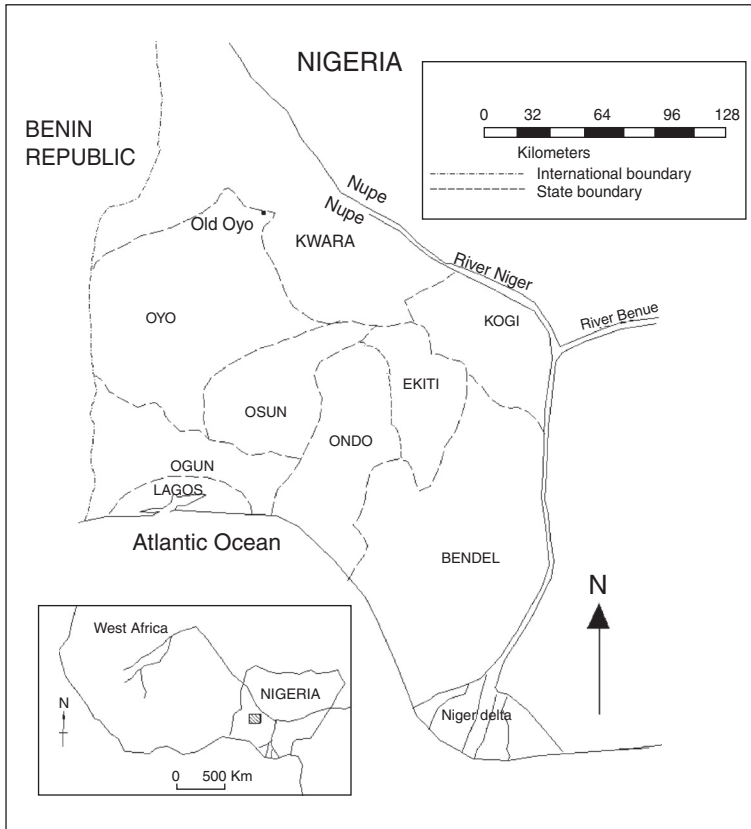 NIGERIA
BENIN
REPUBLIC
0 32 64 96 128
Kilometers
International boundary
State boundary
Nupe
Nupe
Old Oyo
KWARA
River Niger
River Benue
OYO
KOGI
EKITI
OSUN
ONDO
OGUN
LAGOS
Atlantic Ocean
BENDEL
N
West Africa
NIGERIA
N
0 500 Km
Niger delta